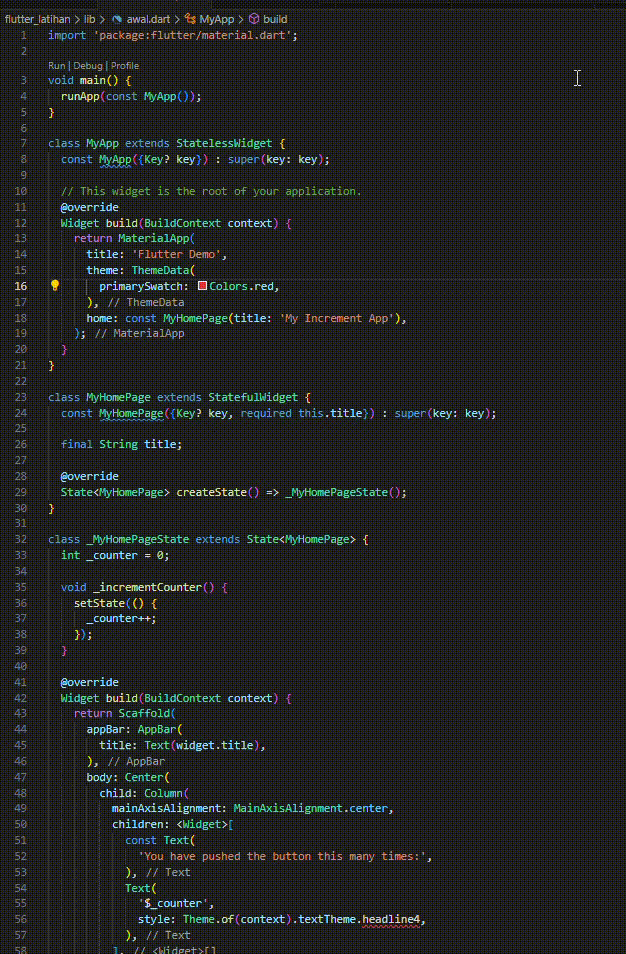 flutter_latihan > lib > awal.dart > MyApp > build
1 import 'package:flutter/material.dart';
2
Run | Debug | Profile
3 void main() {
4   runApp(const MyApp());
5 }
6
7 class MyApp extends StatelessWidget {
8   const MyApp({Key? key}) : super(key: key);
9
10   // This widget is the root of your application.
11   @override
12   Widget build(BuildContext context) {
13     return MaterialApp(
14       title: 'Flutter Demo',
15       theme: ThemeData(
16         primarySwatch: Colors.red,
17       ), // ThemeData
18       home: const MyHomePage(title: 'My Increment App'),
19     ); // MaterialApp
20   }
21 }
22
23 class MyHomePage extends StatefulWidget {
24   const MyHomePage({Key? key, required this.title}) : super(key: key);
25
26   final String title;
27
28   @override
29   State<MyHomePage> createState() => _MyHomePageState();
30 }
31
32 class _MyHomePageState extends State<MyHomePage> {
33   int _counter = 0;
34
35   void _incrementCounter() {
36     setState(() {
37       _counter++;
38     });
39   }
40
41   @override
42   Widget build(BuildContext context) {
43     return Scaffold(
44       appBar: AppBar(
45         title: Text(widget.title),
46       ), // AppBar
47       body: Center(
48         child: Column(
49           mainAxisAlignment: MainAxisAlignment.center,
50           children: <Widget>[
51             const Text(
52               'You have pushed the button this many times:',
53             ), // Text
54             Text(
55               '$_counter',
56               style: Theme.of(context).textTheme.headline4,
57             ), // Text
58           ], // <Widget>[]